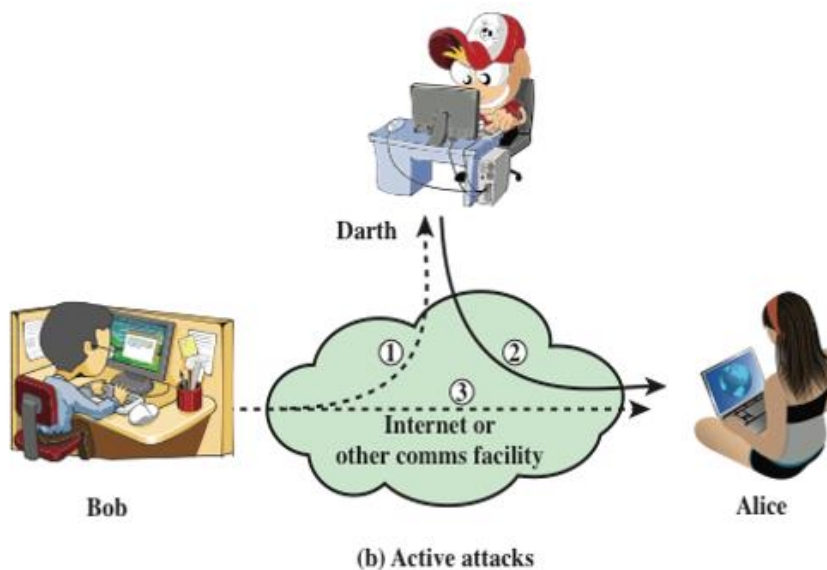 Darth
①
②
③
Internet or
other comms facility
Bob
Alice
(b) Active attacks